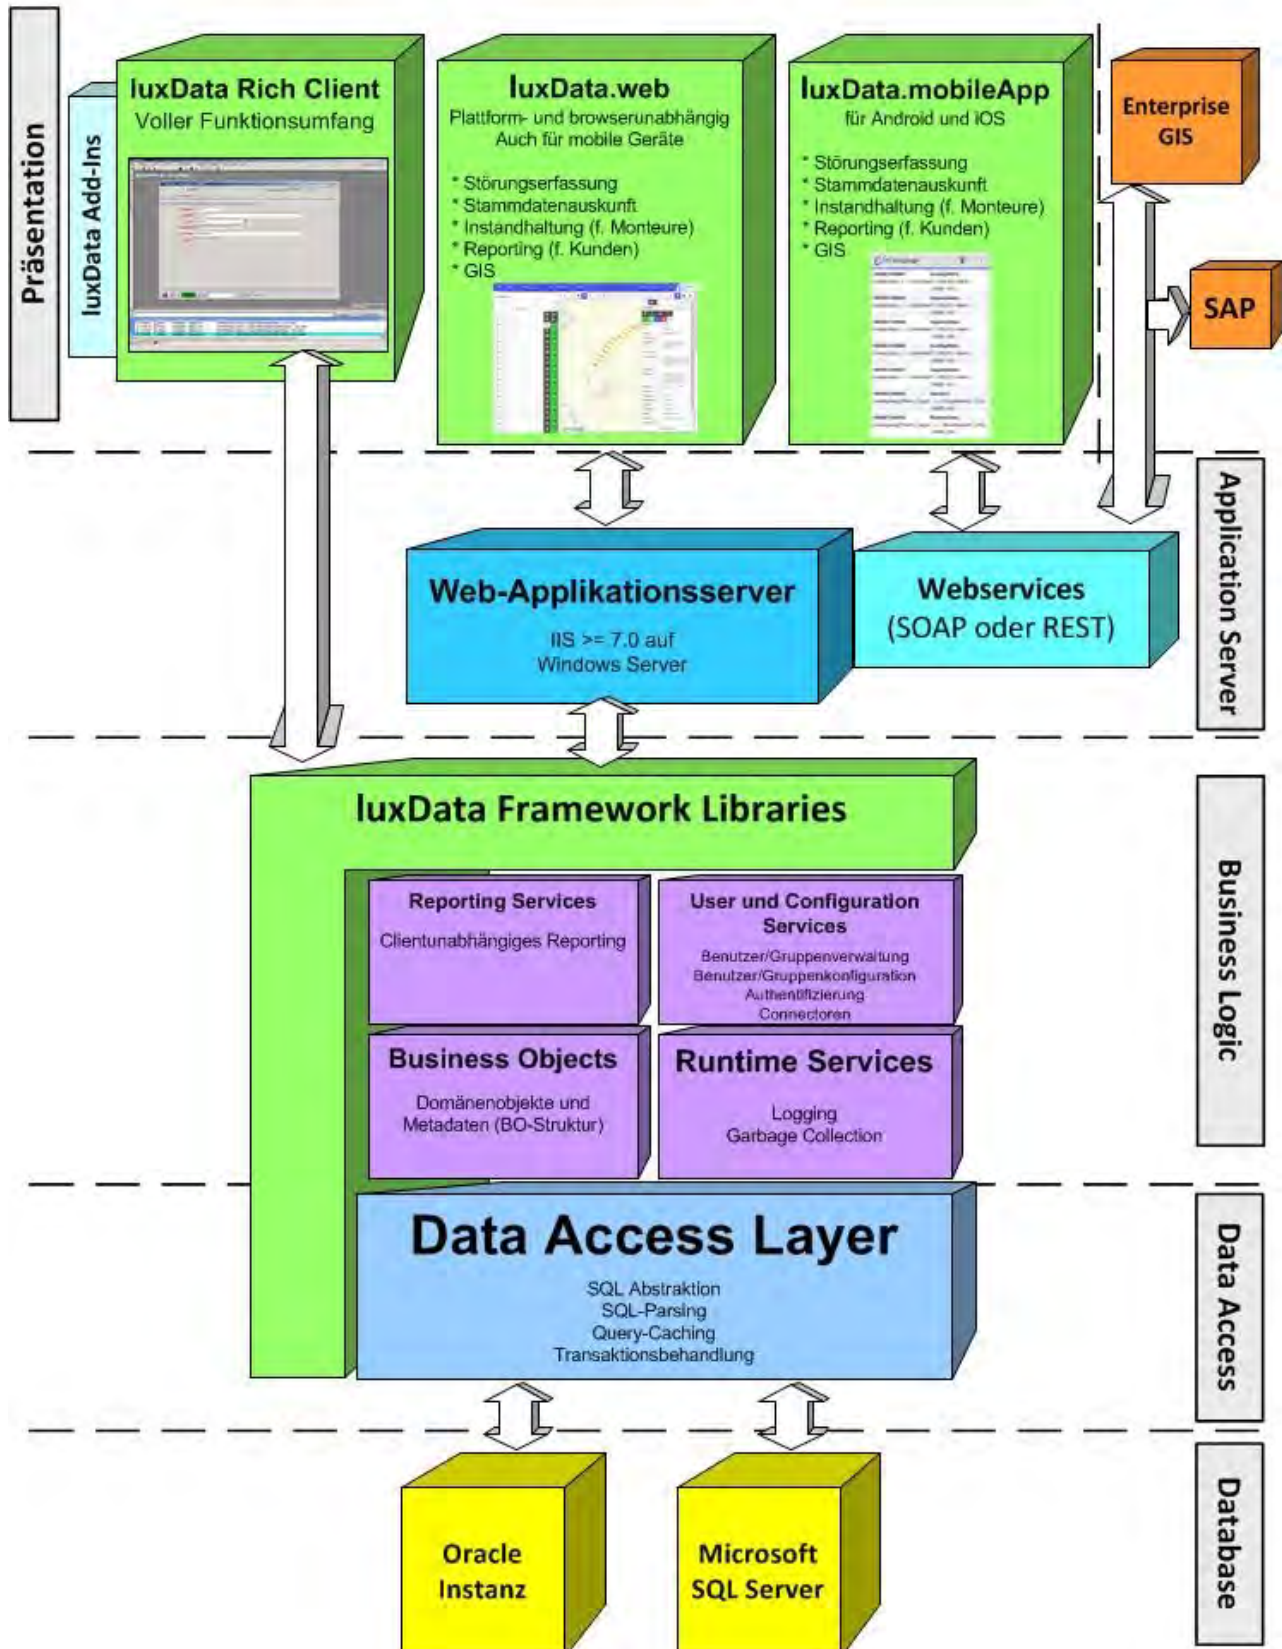 Präsentation
luxData Add-Ins
luxData Rich Client
Voller Funktionsumfang
luxData.web
Plattform- und browserunabhängig
Auch für mobile Geräte
* Störungserfassung
* Stammdatenauskunft
* Instandhaltung (f. Monteure)
* Reporting (f. Kunden)
* GIS
luxData.mobileApp
für Android und iOS
* Störungserfassung
* Stammdatenauskunft
* Instandhaltung (f. Monteure)
* Reporting (f. Kunden)
* GIS
Enterprise
GIS
SAP
Application Server
Web-Applikationsserver
IIS >= 7.0 auf
Windows Server
Webservices
(SOAP oder REST)
Business Logic
luxData Framework Libraries
Reporting Services
Clientunabhängiges Reporting
User und Configuration
Services
Benutzer/Gruppenverwaltung
Benutzer/Gruppenkonfiguration
Authentifizierung
Connectoren
Business Objects
Domänenobjekte und
Metadaten (BO-Struktur)
Runtime Services
Logging
Garbage Collection
Data Access
Data Access Layer
SQL Abstraktion
SQL-Parsing
Query-Caching
Transaktionsbehandlung
Database
Oracle
Instanz
Microsoft
SQL Server